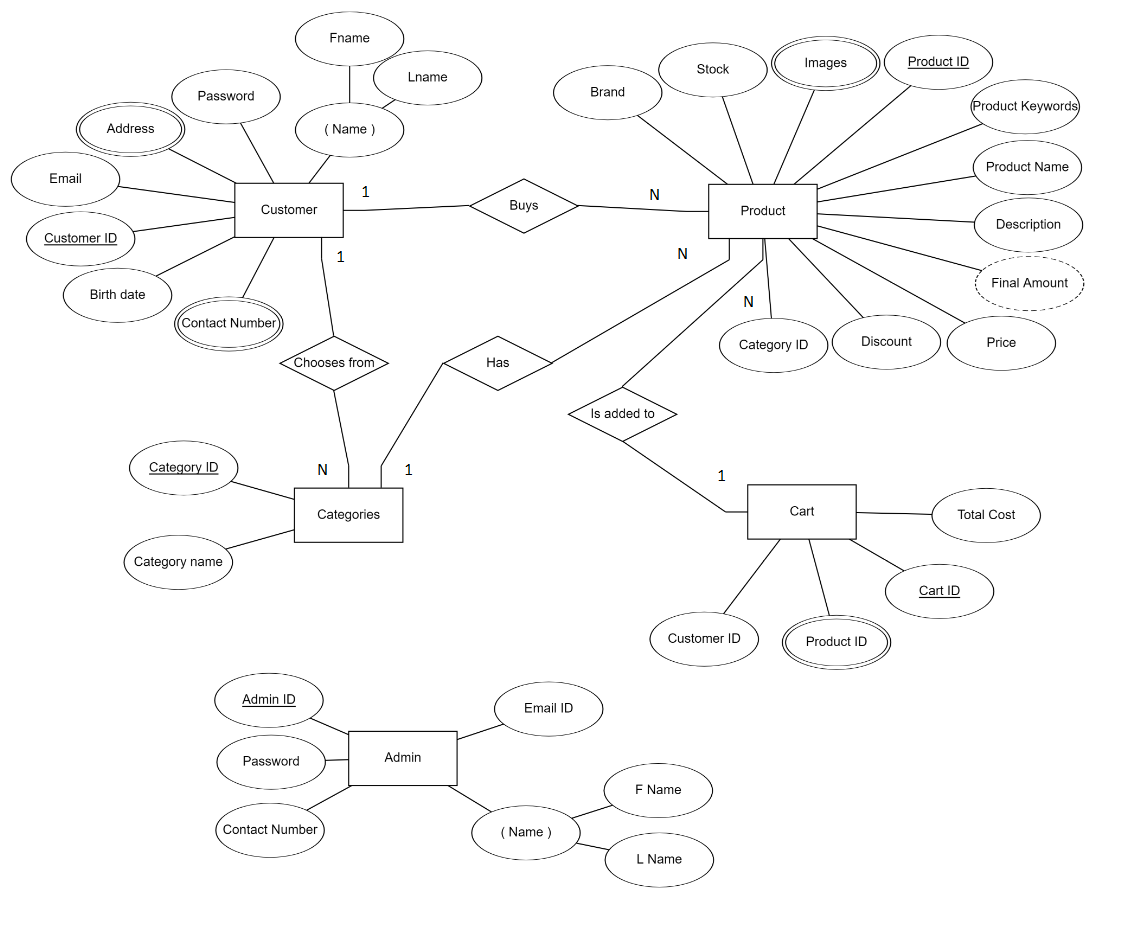 Fname
Lname
Password
( Name )
Address
Email
Customer ID
Birth date
Contact Number
Customer
1
Buys
N
Brand
Stock
Images
Product ID
Product Keywords
Product Name
Description
Final Amount
Product
Category ID
Discount
Price
1
Chooses from
N
N
Has
1
N
Is added to
1
Category ID
Category name
Categories
Cart
Total Cost
Cart ID
Customer ID
Product ID
Admin ID
Password
Contact Number
Admin
Email ID
( Name )
F Name
L Name